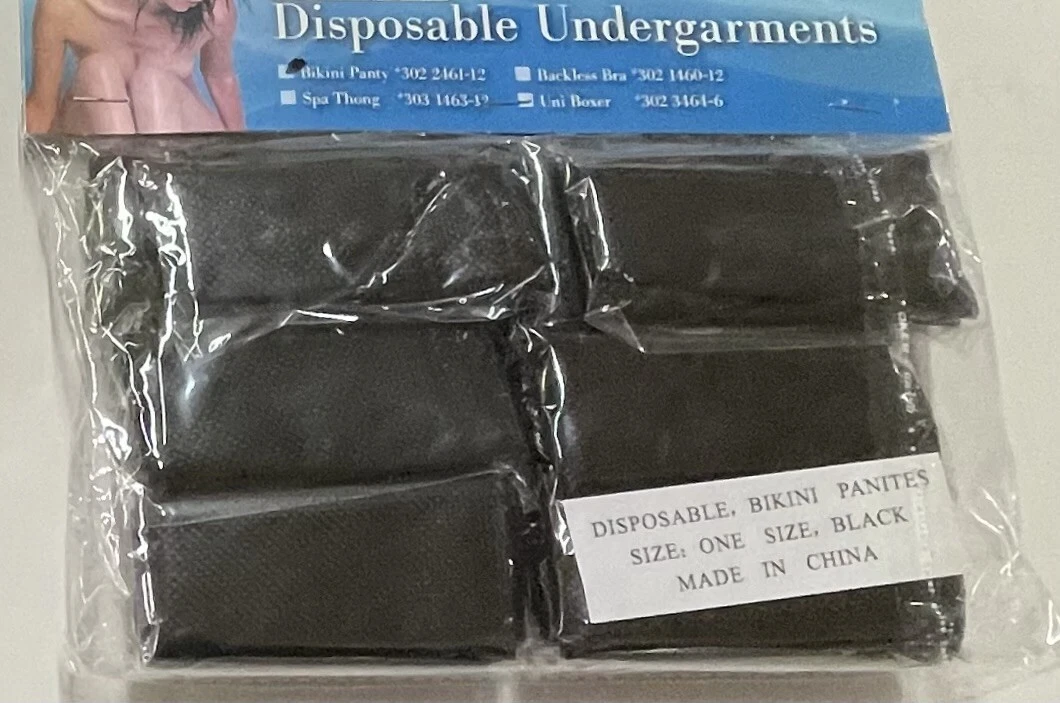 Disposable Undergarments
Bikini Panty *302 2461-12
Backless Bra *302 1460-12
Spa Thong *303 1463-12
Uni Boxer *302 3464-6
DISPOSABLE, BIKINI PANITES
SIZE: ONE SIZE, BLACK
MADE IN CHINA